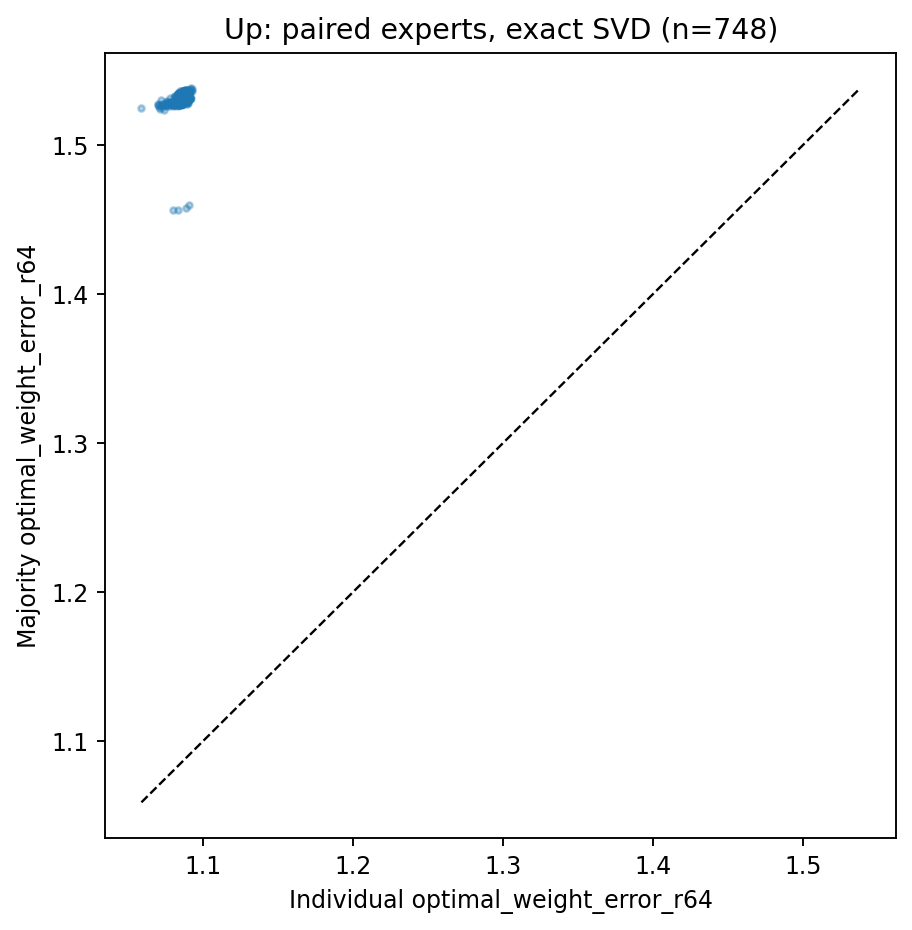 Up: paired experts, exact SVD (n=748)
Majority optimal_weight_error_r64
1.5
1.4
1.3
1.2
1.1
1.1 1.2 1.3 1.4 1.5
Individual optimal_weight_error_r64